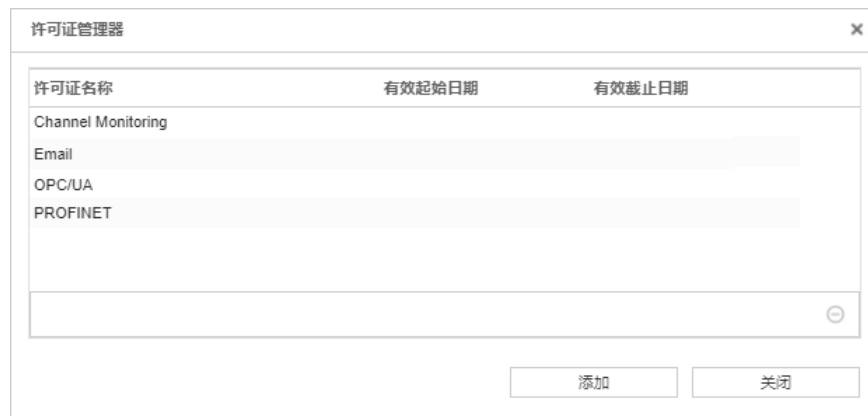 许可证管理器
许可证名称 有效起始日期 有效截止日期
Channel Monitoring
Email
OPC/UA
PROFINET
添加 关闭